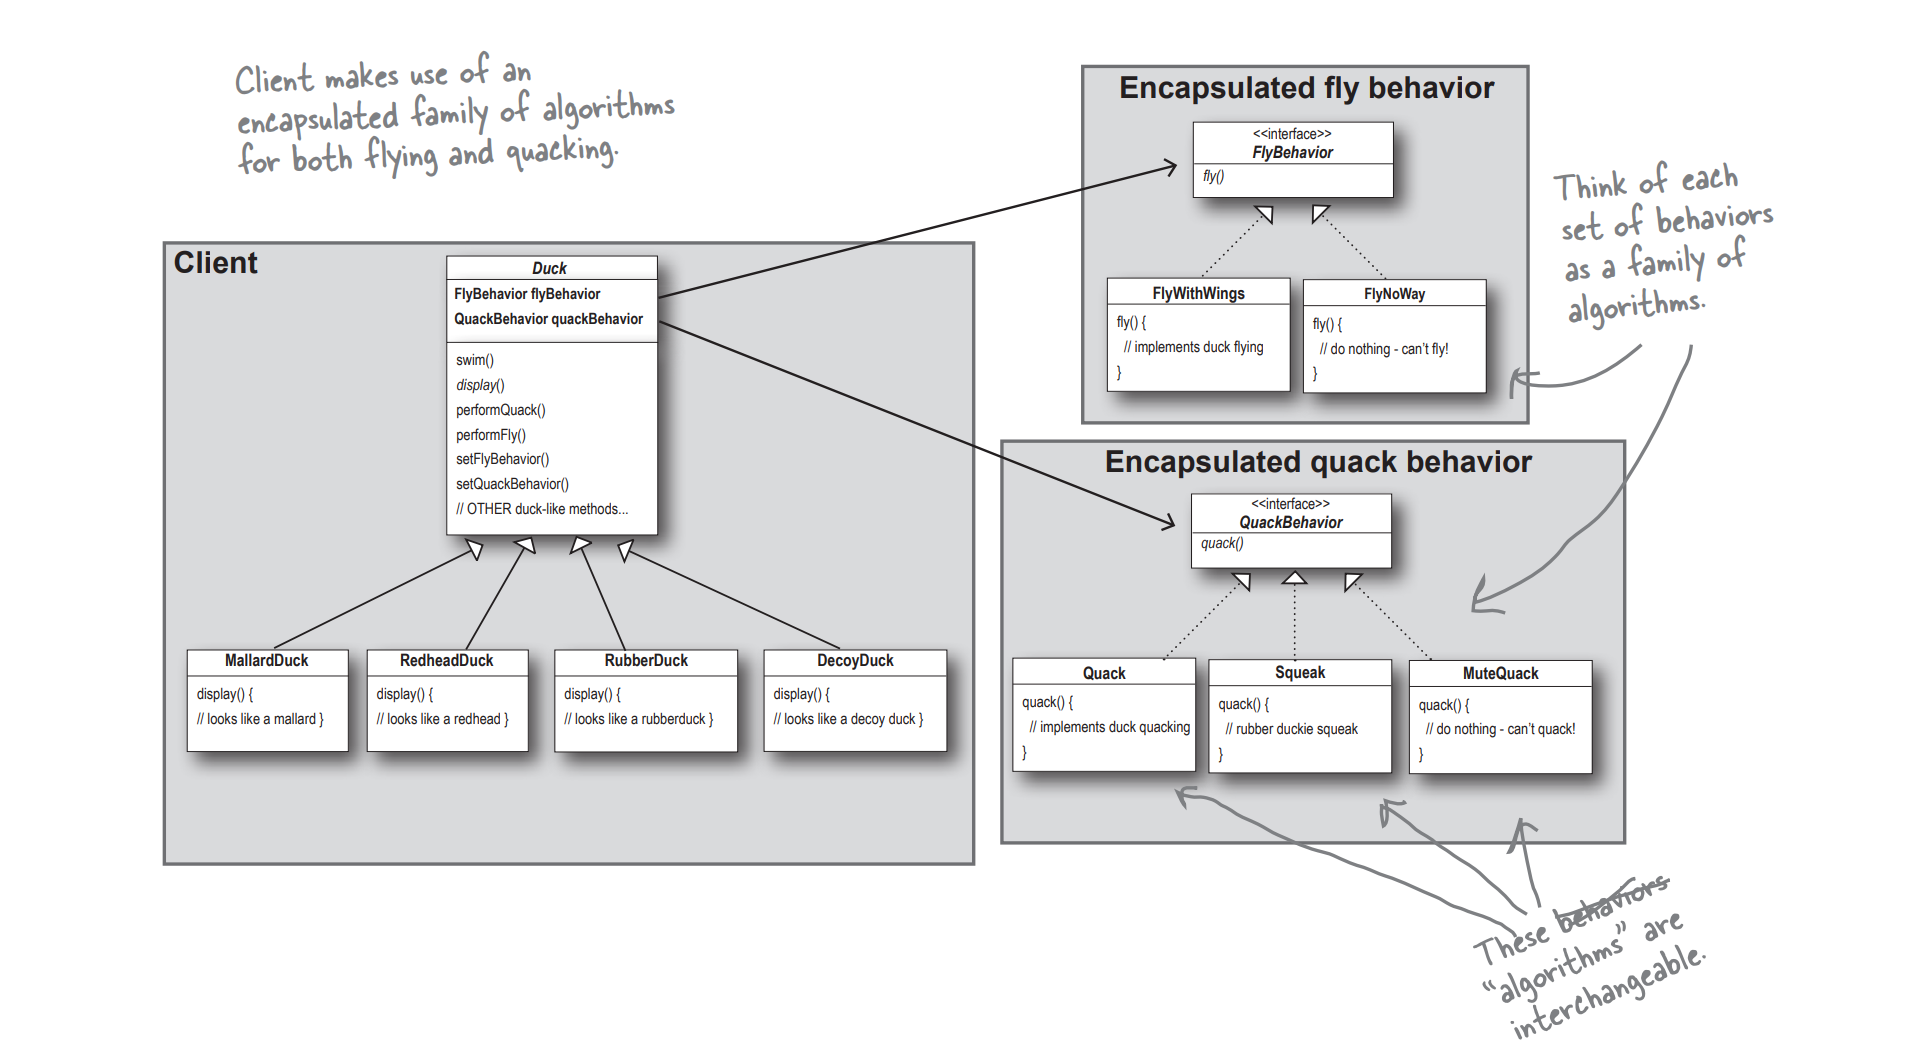 Client makes use of an
encapsulated family of algorithms
for both flying and quacking.
Client
Duck
FlyBehavior flyBehavior
QuackBehavior quackBehavior
swim()
display()
performQuack()
performFly()
setFlyBehavior()
setQuackBehavior()
// OTHER duck-like methods...
MallardDuck
display() {
// looks like a mallard }
RedheadDuck
display() {
// looks like a redhead }
RubberDuck
display() {
// looks like a rubberduck }
DecoyDuck
display() {
// looks like a decoy duck }
Encapsulated fly behavior
<<interface>>
FlyBehavior
fly()
FlyWithWings
fly() {
// implements duck flying
}
FlyNoWay
fly() {
// do nothing - can't fly!
}
Think of each
set of behaviors
as a family of
algorithms.
Encapsulated quack behavior
<<interface>>
QuackBehavior
quack()
Quack
quack() {
// implements duck quacking
}
Squeak
quack() {
// rubber duckie squeak
}
MuteQuack
quack() {
// do nothing - can't quack!
}
These behaviors
“algorithms” are
interchangeable.